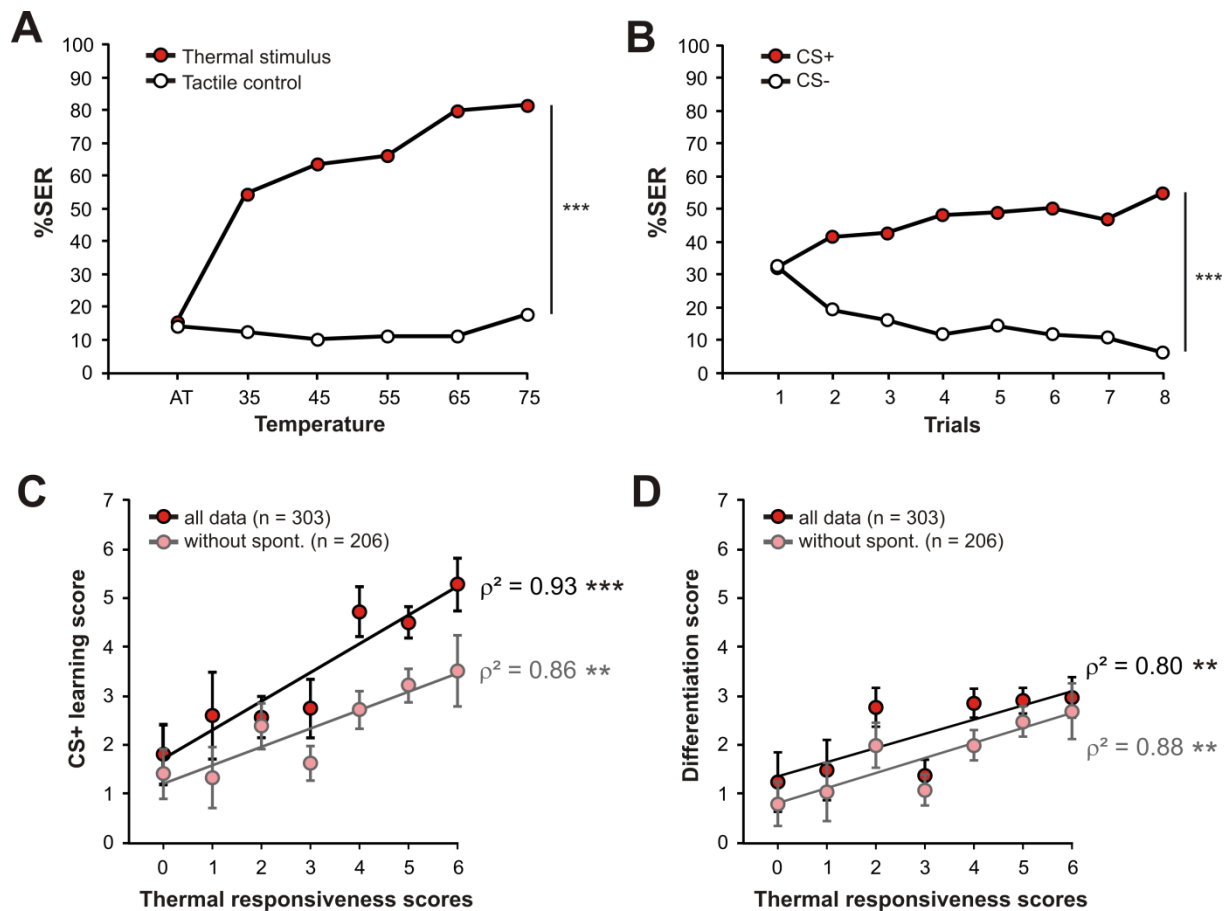 A
100
90
80
70
60
50
40
30
20
10
0
%SER
Thermal stimulus
Tactile control
***
AT 35 45 55 65 75
Temperature
B
100
90
80
70
60
50
40
30
20
10
0
%SER
CS+
CS-
***
1 2 3 4 5 6 7 8
Trials
C
7
6
5
4
3
2
1
0
CS+ learning score
all data (n = 303)
without spont. (n = 206)
ρ² = 0.93 ***
ρ² = 0.86 **
0 1 2 3 4 5 6
Thermal responsiveness scores
D
7
6
5
4
3
2
1
0
Differentiation score
all data (n = 303)
without spont. (n = 206)
ρ² = 0.80 **
ρ² = 0.88 **
0 1 2 3 4 5 6
Thermal responsiveness scores